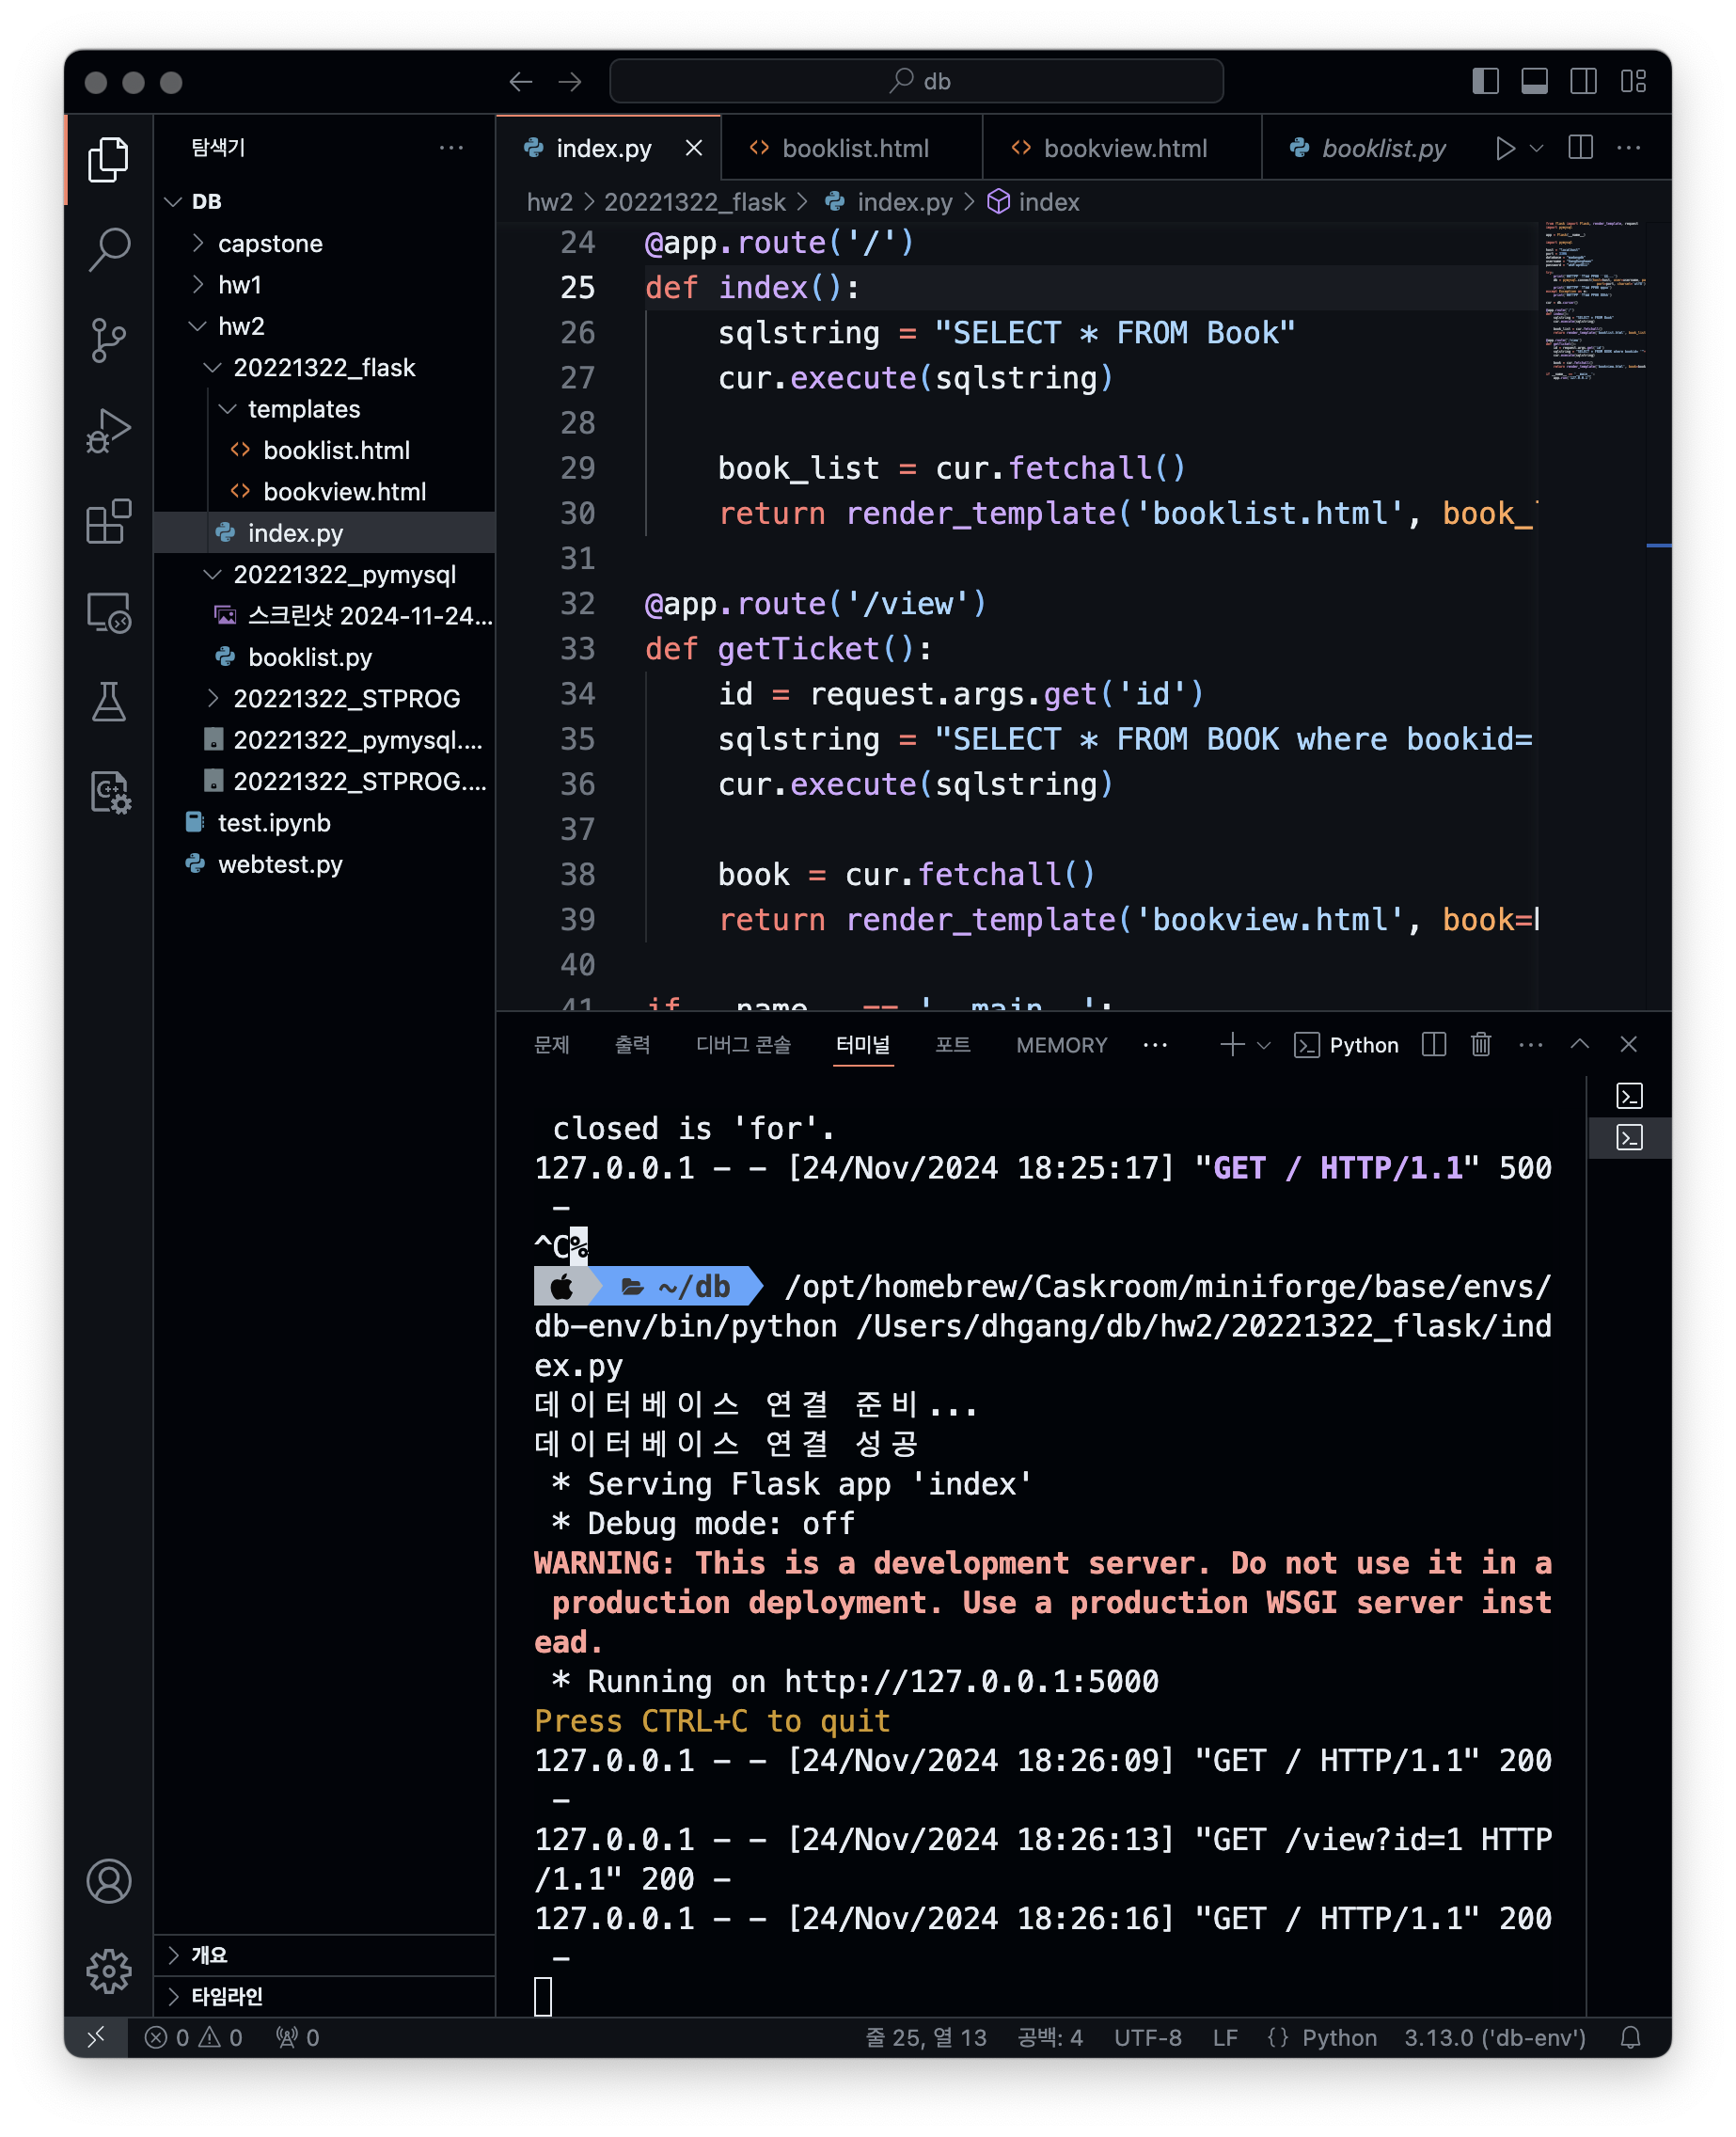 db
탐색기
DB
capstone
hw1
hw2
20221322_flask
templates
booklist.html
bookview.html
index.py
20221322_pymysql
스크린샷 2024-11-24...
booklist.py
20221322_STPROG
20221322_pymysql....
20221322_STPROG....
test.ipynb
webtest.py
개요
타임라인
index.py
booklist.html
bookview.html
booklist.py
hw2 > 20221322_flask > index.py > index
24 @app.route('/')
25 def index():
26 sqlstring = "SELECT * FROM Book"
27 cur.execute(sqlstring)
28
29 book_list = cur.fetchall()
30 return render_template('booklist.html', book_
31
32 @app.route('/view')
33 def getTicket():
34 id = request.args.get('id')
35 sqlstring = "SELECT * FROM BOOK where bookid=
36 cur.execute(sqlstring)
37
38 book = cur.fetchall()
39 return render_template('bookview.html', book=
40
41 if __name__ == '__main__':
문제 출력 디버그 콘솔 터미널 포트 MEMORY ... Python
closed is 'for'.
127.0.0.1 - - [24/Nov/2024 18:25:17] "GET / HTTP/1.1" 500
-
^C%
~/db /opt/homebrew/Caskroom/miniforge/base/envs/
db-env/bin/python /Users/dhgang/db/hw2/20221322_flask/ind
ex.py
데이터베이스 연결 준비...
데이터베이스 연결 성공
* Serving Flask app 'index'
* Debug mode: off
WARNING: This is a development server. Do not use it in a
production deployment. Use a production WSGI server inst
ead.
* Running on http://127.0.0.1:5000
Press CTRL+C to quit
127.0.0.1 - - [24/Nov/2024 18:26:09] "GET / HTTP/1.1" 200
-
127.0.0.1 - - [24/Nov/2024 18:26:13] "GET /view?id=1 HTTP
/1.1" 200 -
127.0.0.1 - - [24/Nov/2024 18:26:16] "GET / HTTP/1.1" 200
-
0 0 0 줄 25, 열 13 공백: 4 UTF-8 LF {} Python 3.13.0 ('db-env')